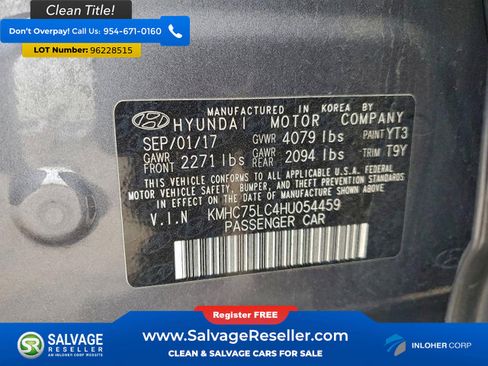 Clean Title!
Don't Overpay! Call Us: 954-671-0160
LOT Number: 96228515
MANUFACTURED IN KOREA BY
HYUNDAI MOTOR COMPANY
SEP/01/17 GVWR 4079 lbs PAINT YT3
GAWR FRONT 2271 lbs GAWR REAR 2094 lbs TRIM T9Y
THIS VEHICLE CONFORMS TO ALL APPLICABLE U.S.A FEDERAL
MOTOR VEHICLE SAFETY, BUMPER, AND THEFT PREVENTION
STANDARDS IN EFFECT ON THE DATE OF MANUFACTURE
SHOWN ABOVE.
V.I.N KMHC75LC4HU054459
PASSENGER CAR
Register FREE!
SALVAGE RESELLER
AN INLOHER CORP WEBSITE
www.SalvageReseller.com
CLEAN & SALVAGE CARS FOR SALE
INLOHER CORP.